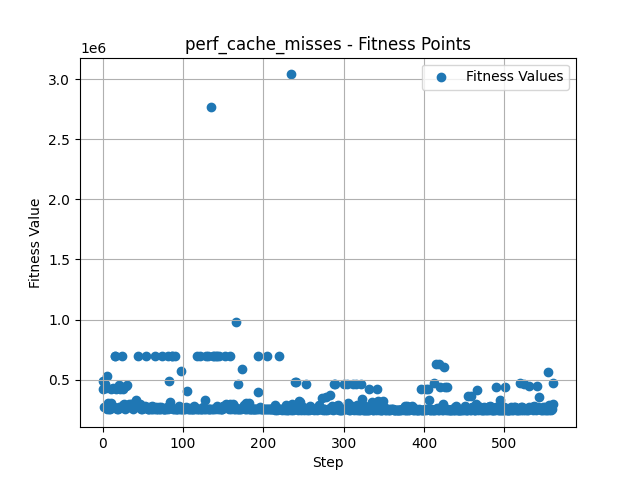 perf_cache_misses - Fitness Points
1e6
Fitness Values
3.0
2.5
2.0
1.5
1.0
0.5
Fitness Value
0 100 200 300 400 500
Step